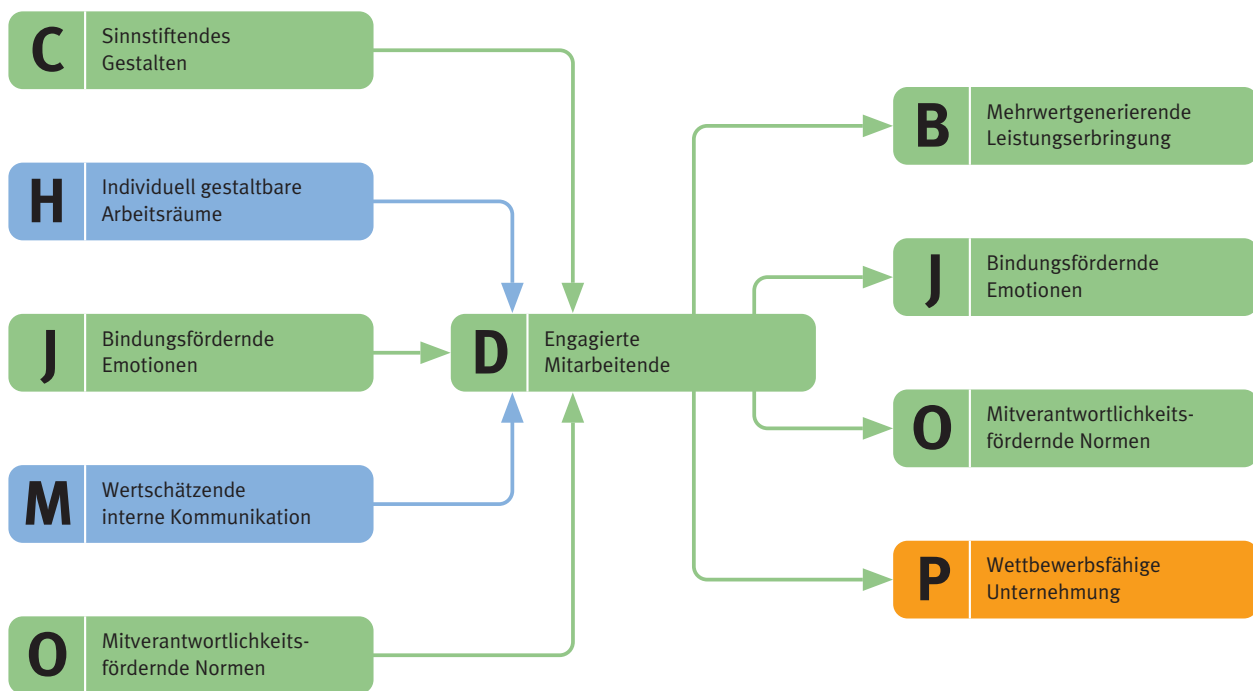 C
Sinnstiftendes
Gestalten
H
Individuell gestaltbare
Arbeitsräume
J
Bindungsfördernde
Emotionen
M
Wertschätzende
interne Kommunikation
O
Mitverantwortlichkeits-
fördernde Normen
D
Engagierte
Mitarbeitende
B
Mehrwertgenerierende
Leistungserbringung
J
Bindungsfördernde
Emotionen
O
Mitverantwortlichkeits-
fördernde Normen
P
Wettbewerbsfähige
Unternehmung